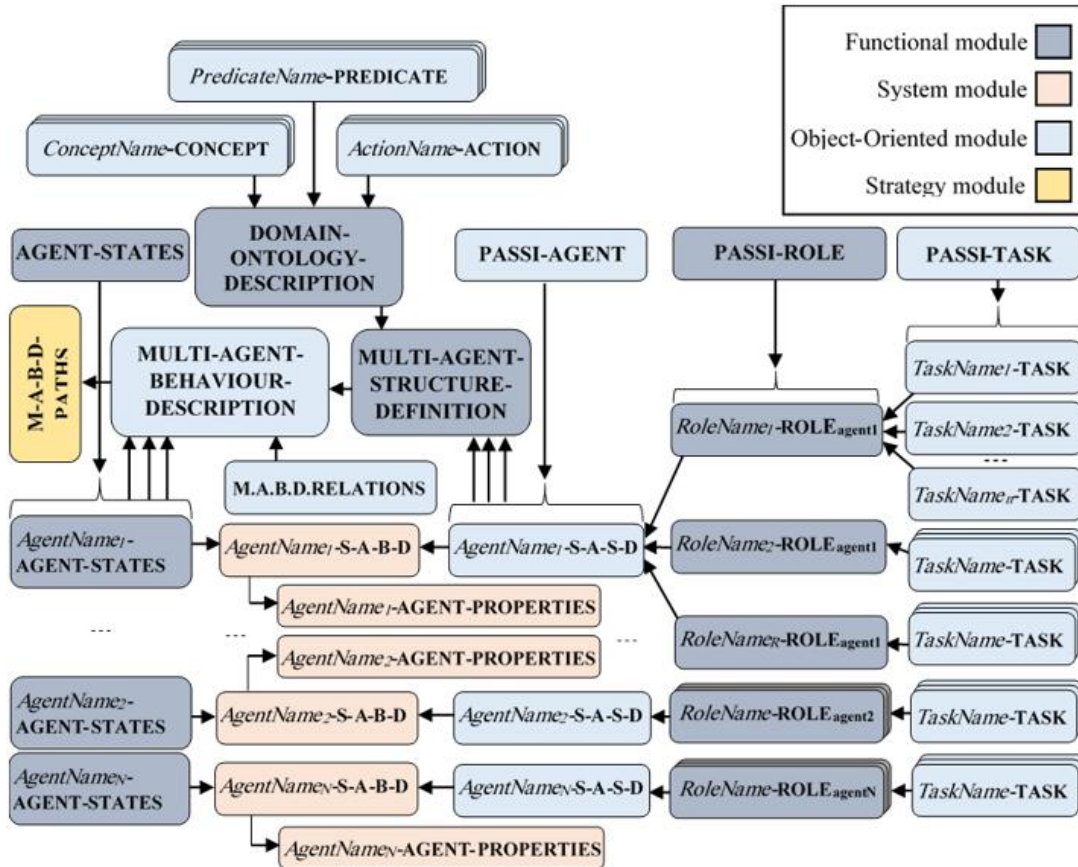 Functional module
System module
Object-Oriented module
Strategy module
PredicateName-PREDICATE
ConceptName-CONCEPT
ActionName-ACTION
AGENT-STATES
DOMAIN-
ONTOLOGY-
DESCRIPTION
PASSI-AGENT
PASSI-ROLE
PASSI-TASK
M-A-B-D-
PATHS
MULTI-AGENT-
BEHAVIOUR-
DESCRIPTION
MULTI-AGENT-
STRUCTURE-
DEFINITION
TaskName1-TASK
RoleName1-ROLEagent1
TaskName2-TASK
---
M.A.B.D.RELATIONS
TaskNamen-TASK
AgentName1-
AGENT-STATES
AgentName1-S-A-B-D
AgentName1-S-A-S-D
RoleName2-ROLEagent1
TaskName-TASK
AgentName1-AGENT-PROPERTIES
---
---
AgentName2-AGENT-PROPERTIES
---
RoleNameR-ROLEagent1
TaskName-TASK
AgentName2-
AGENT-STATES
AgentName2-S-A-B-D
AgentName2-S-A-S-D
RoleName-ROLEagent2
TaskName-TASK
AgentNameN-
AGENT-STATES
AgentNameN-S-A-B-D
AgentNameN-S-A-S-D
RoleName-ROLEagentN
TaskName-TASK
AgentNameN-AGENT-PROPERTIES